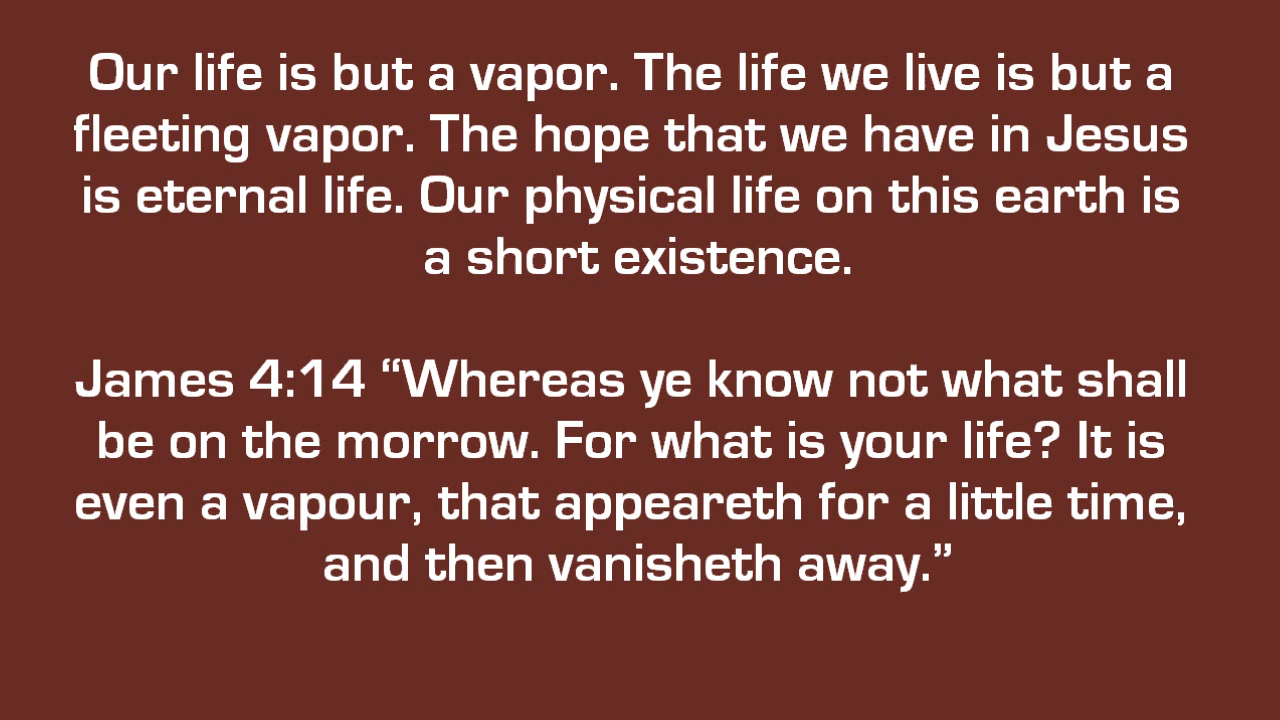 Our life is but a vapor. The life we live is but a
fleeting vapor. The hope that we have in Jesus
is eternal life. Our physical life on this earth is
a short existence.
James 4:14 “Whereas ye know not what shall
be on the morrow. For what is your life? It is
even a vapour, that appeareth for a little time,
and then vanisheth away.”